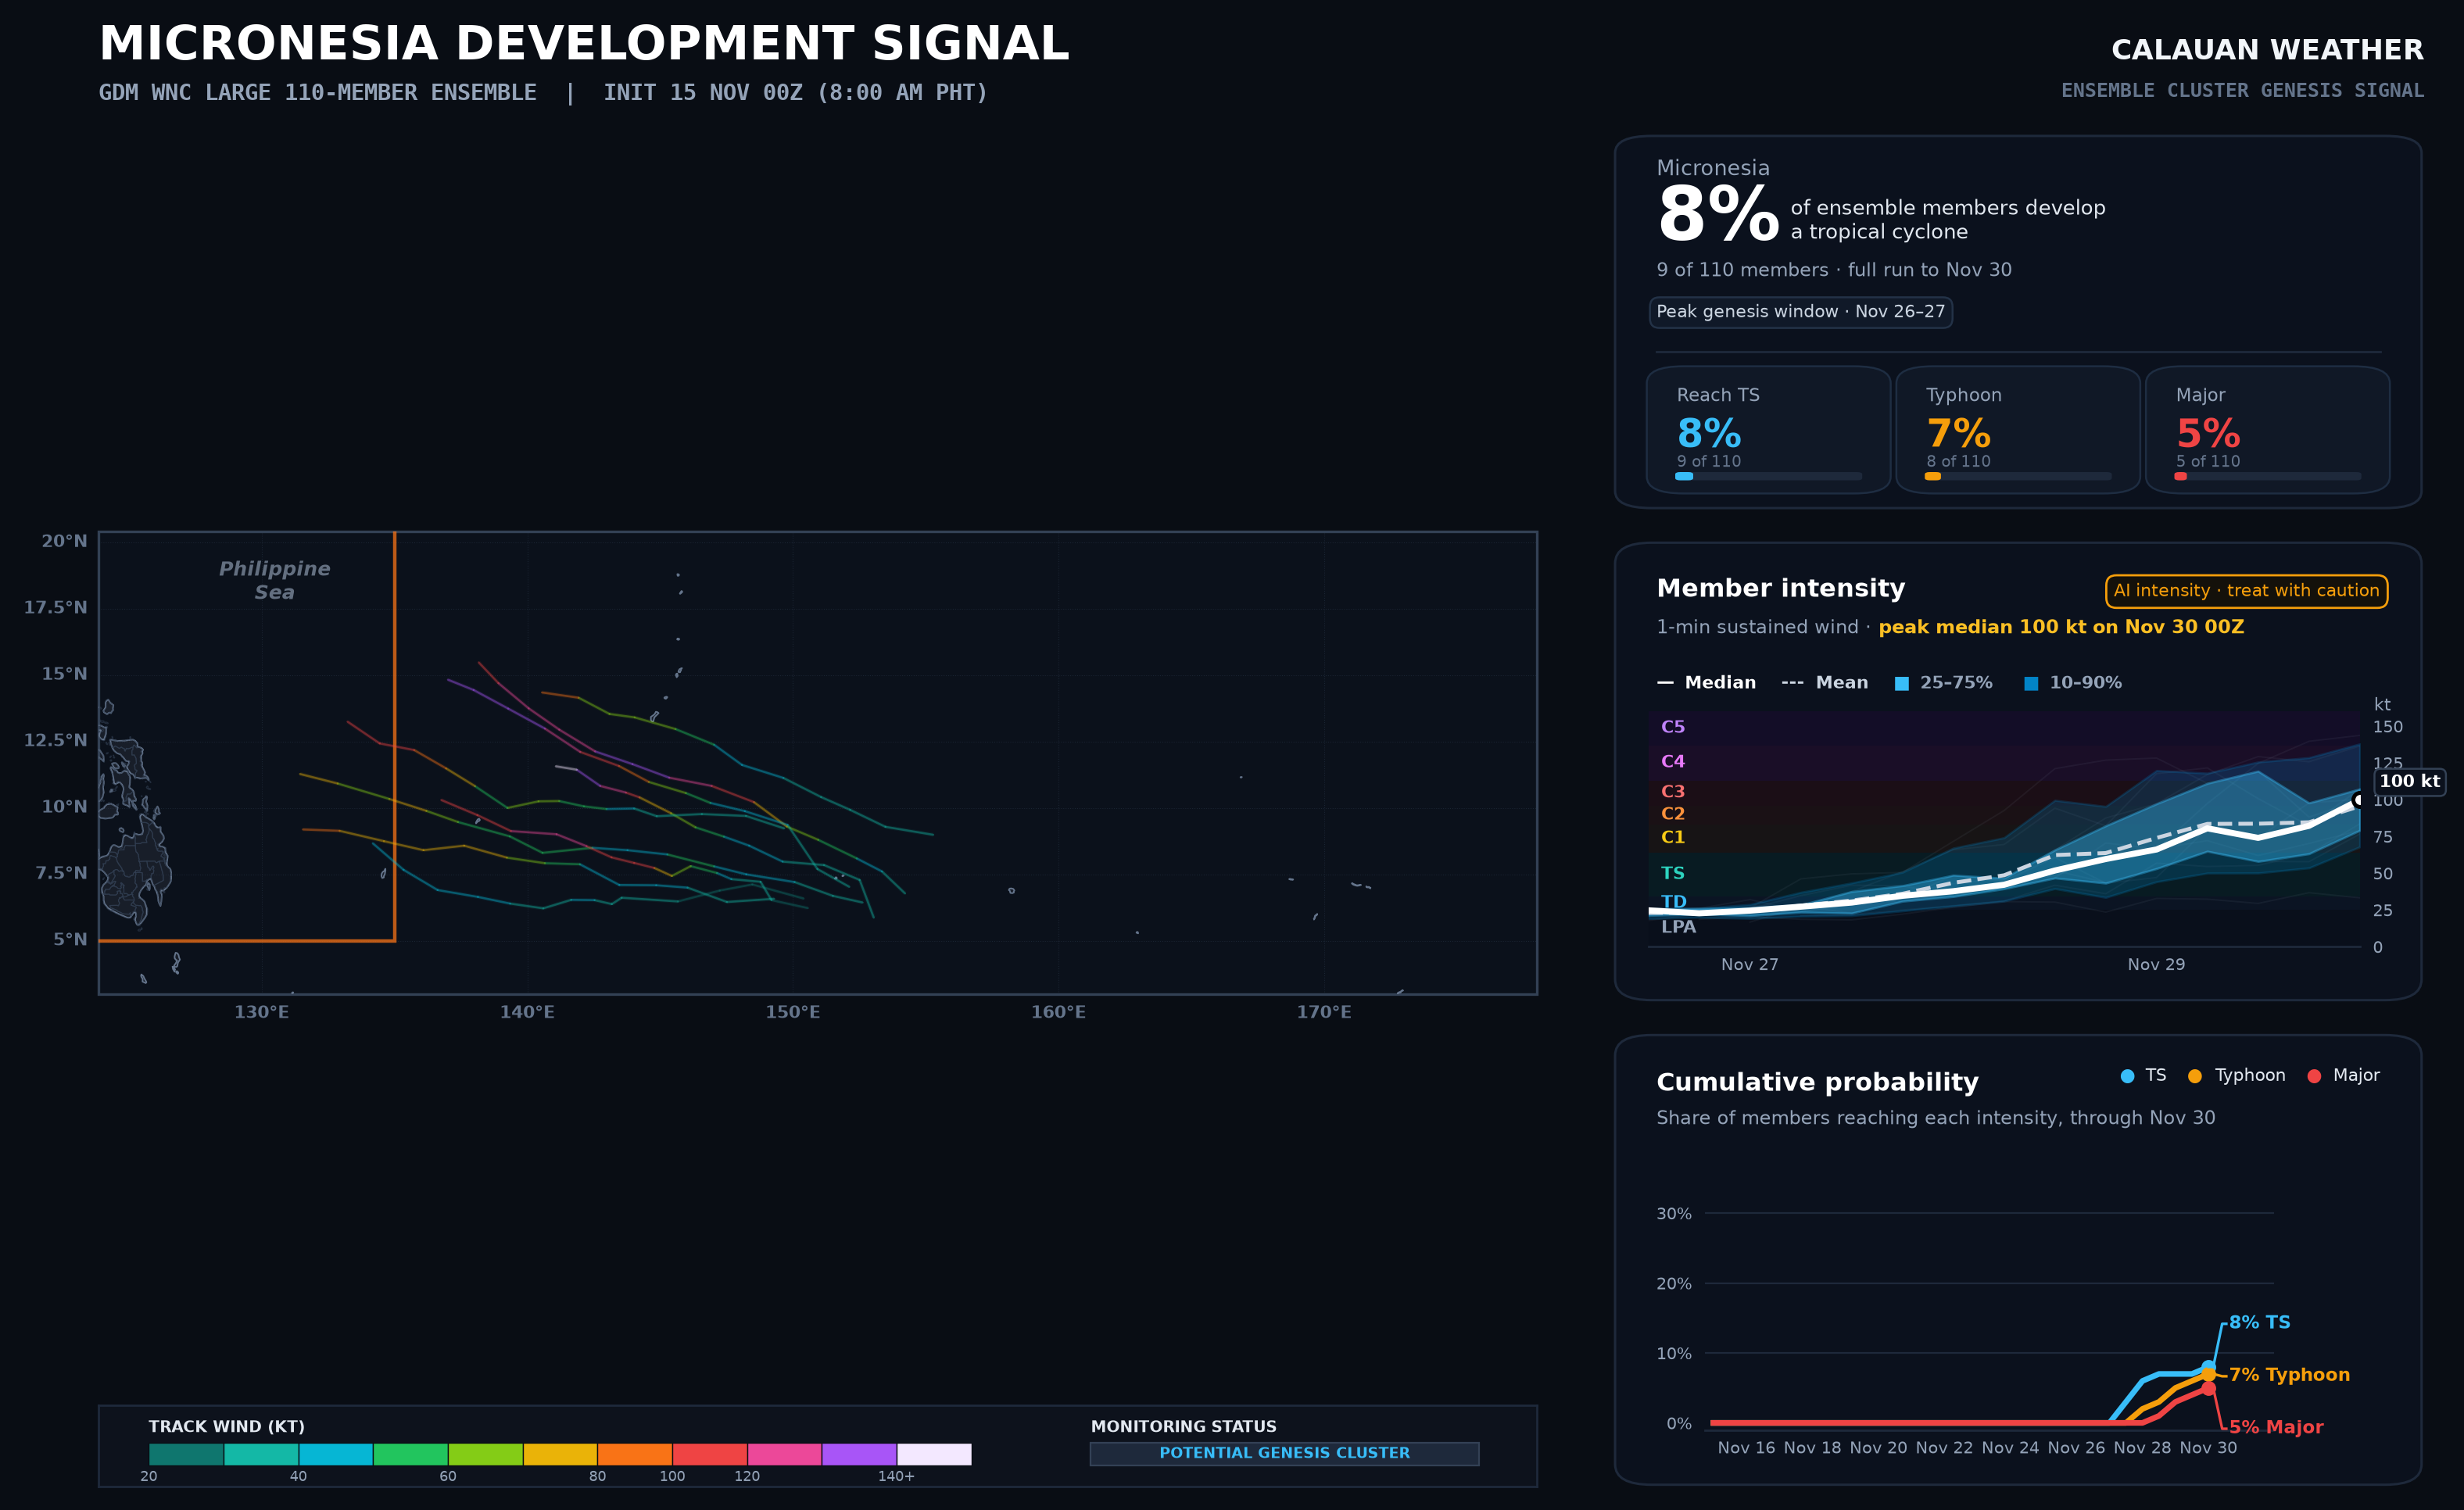 MICRONESIA DEVELOPMENT SIGNAL
GDM WNC LARGE 110-MEMBER ENSEMBLE | INIT 15 NOV 00Z (8:00 AM PHT)
CALAUAN WEATHER
ENSEMBLE CLUSTER GENESIS SIGNAL
Micronesia
8% of ensemble members develop
a tropical cyclone
9 of 110 members · full run to Nov 30
Peak genesis window · Nov 26–27
Reach TS
8%
9 of 110
Typhoon
7%
8 of 110
Major
5%
5 of 110
20°N
17.5°N
15°N
12.5°N
10°N
7.5°N
5°N
Philippine
Sea
130°E
140°E
150°E
160°E
170°E
Member intensity
AI intensity · treat with caution
1-min sustained wind · peak median 100 kt on Nov 30 00Z
Median
Mean
25–75%
10–90%
kt
C5
C4
C3
C2
C1
TS
TD
LPA
150
125
100 kt
100
75
50
25
0
Nov 27
Nov 29
Cumulative probability
TS
Typhoon
Major
Share of members reaching each intensity, through Nov 30
30%
20%
10%
0%
8% TS
7% Typhoon
5% Major
Nov 16
Nov 18
Nov 20
Nov 22
Nov 24
Nov 26
Nov 28
Nov 30
TRACK WIND (KT)
20
40
60
80
100
120
140+
MONITORING STATUS
POTENTIAL GENESIS CLUSTER